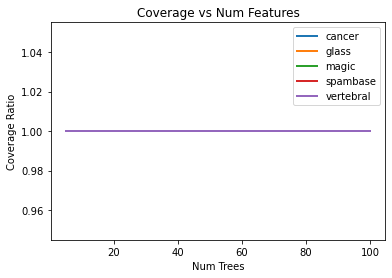 Coverage vs Num Features
cancer
glass
magic
spambase
vertebral
Coverage Ratio
1.04
1.02
1.00
0.98
0.96
20 40 60 80 100
Num Trees